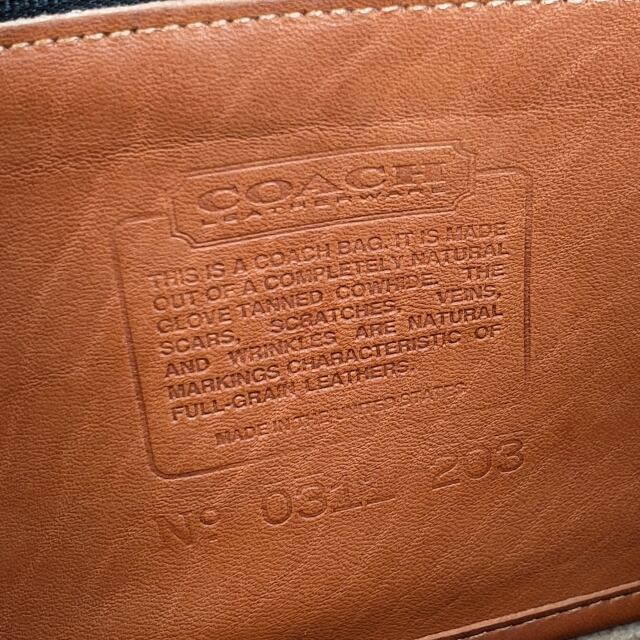 COACH
LEATHERWARE
THIS IS A COACH BAG. IT IS MADE
OUT OF A COMPLETELY NATURAL
GLOVE TANNED COWHIDE, THE
SCARS, SCRATCHES, VEINS,
AND WRINKLES ARE NATURAL
MARKINGS CHARACTERISTIC OF
FULL-GRAIN LEATHERS.
MADE IN THE UNITED STATES
Nº 0311 203